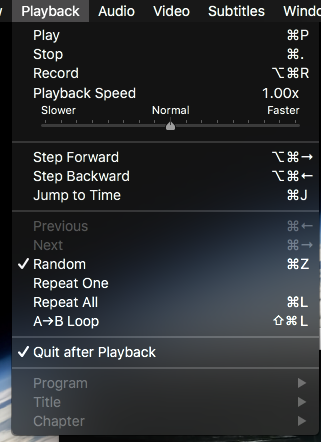 Playback Audio Video Subtitles Windo
Play ⌘P
Stop ⌘.
Record ⌥⌘R
Playback Speed 1.00x
Slower Normal Faster
Step Forward ⌥⌘→
Step Backward ⌥⌘←
Jump to Time ⌘J
Previous ⌘←
Next ⌘→
✓ Random ⌘Z
Repeat One
Repeat All ⌘L
A→B Loop ⇧⌘L
✓ Quit after Playback
Program ▶
Title ▶
Chapter ▶